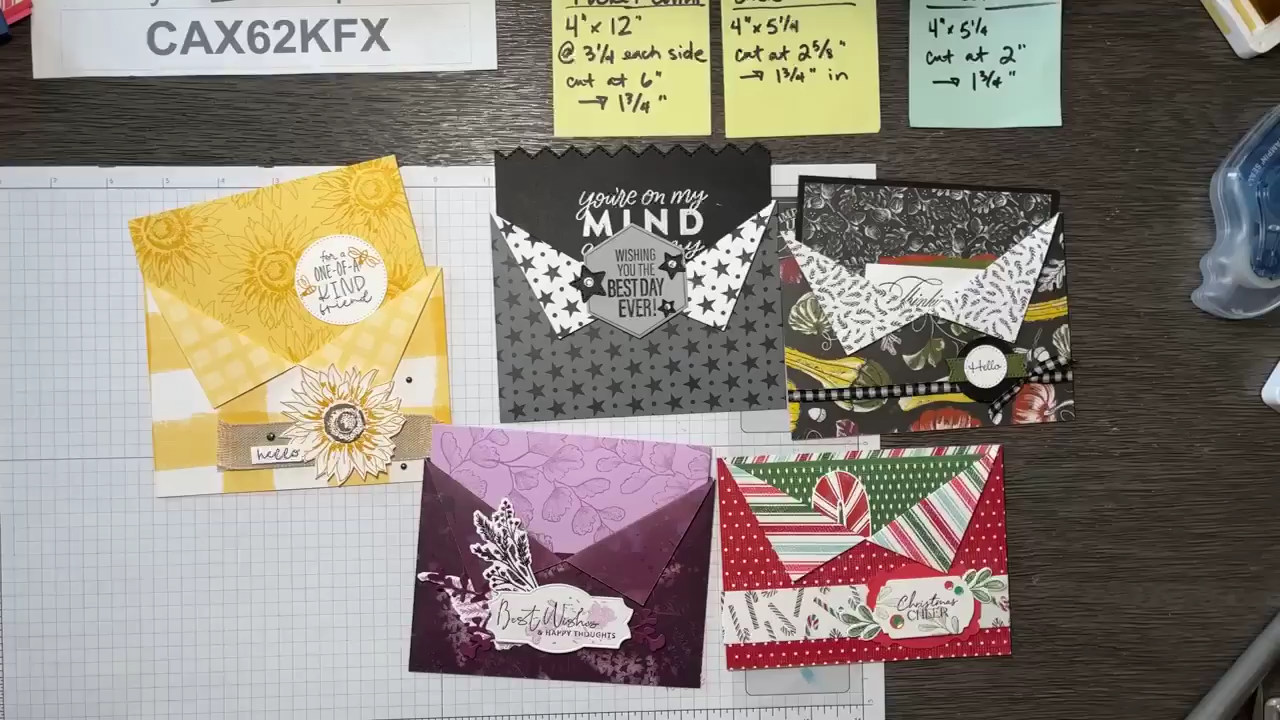 CAX62KFX
4" x 12"
@ 3 1/4 each side
cut at 6"
→ 1 3/4"
4" x 5 1/4
cut at 2 5/8"
→ 1 3/4" in
4" x 5 1/4
cut at 2"
→ 1 3/4"
for a
ONE-OF-A
KIND
friend
hello
you're on my
MIND
WISHING
YOU THE
BEST DAY
EVER!
Hello
Best Wishes
& HAPPY THOUGHTS
Christmas
CHEER